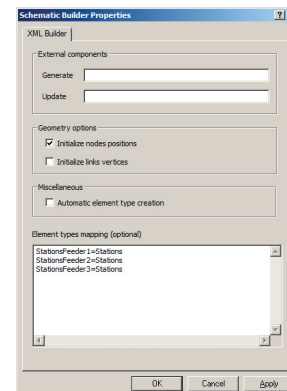 Schematic Builder Properties
?
XML Builder
External components
Generate
Update
Geometry options
Initialize nodes positions
Initialize links vertices
Miscellaneous
Automatic element type creation
Element types mapping (optional)
StationsFeeder1=Stations
StationsFeeder2=Stations
StationsFeeder3=Stations
OK Cancel Apply